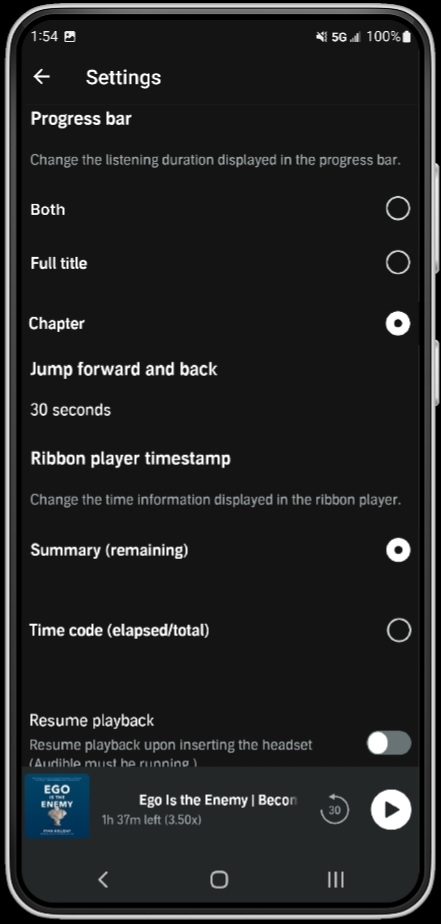 1:54 5G 100%
Settings
Progress bar
Change the listening duration displayed in the progress bar.
Both
Full title
Chapter
Jump forward and back
30 seconds
Ribbon player timestamp
Change the time information displayed in the ribbon player.
Summary (remaining)
Time code (elapsed/total)
Resume playback
Resume playback upon inserting the headset
(Audible must be running.)
EGO
IS THE
ENEMY
RYAN HOLIDAY
Ego Is the Enemy | Becon
1h 37m left (3.50x)
30